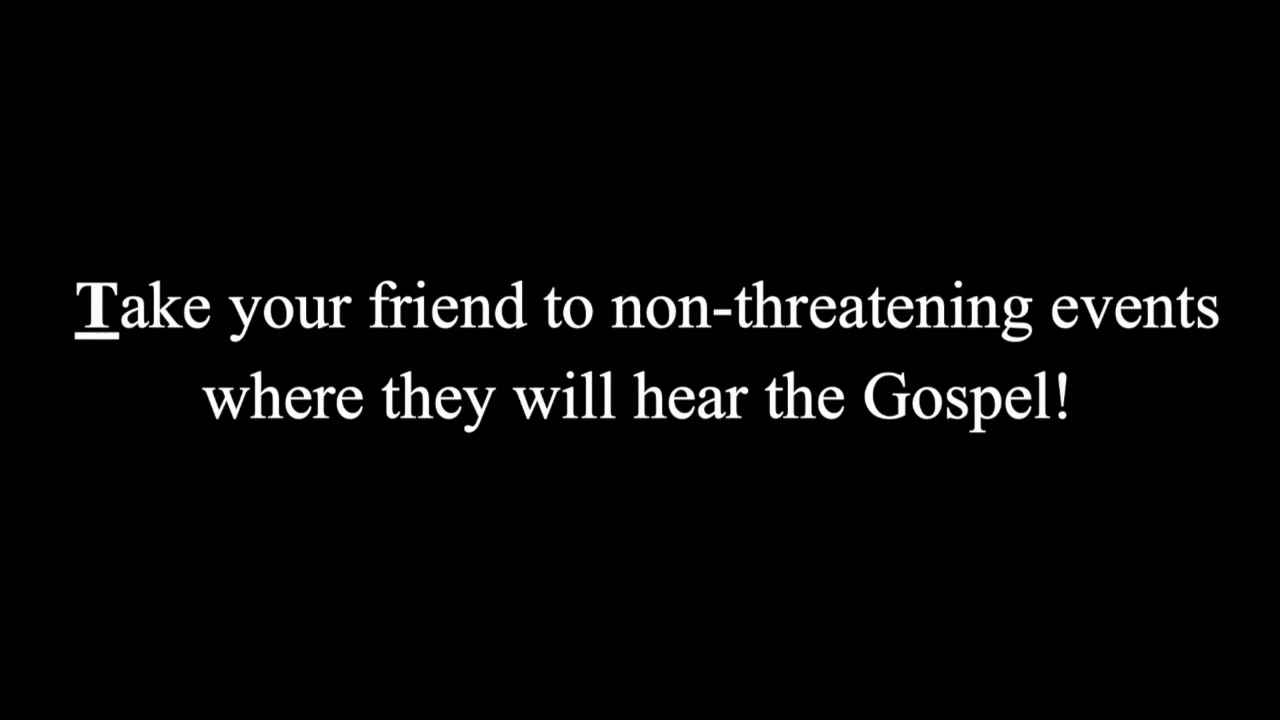 Take your friend to non-threatening events
where they will hear the Gospel!